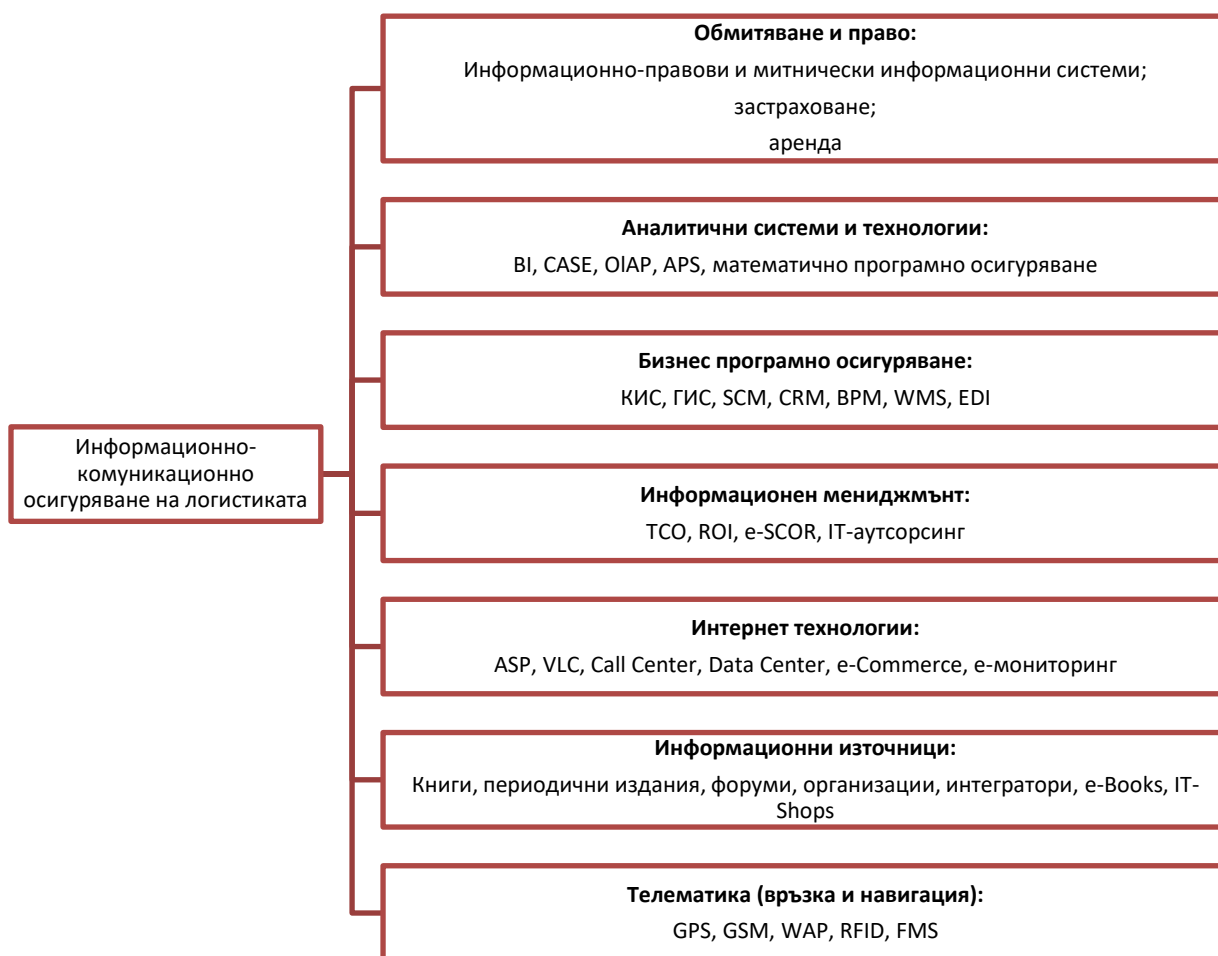 Обмитяване и право:
Информационно-правови и митнически информационни системи;
застраховане;
аренда
Аналитични системи и технологии:
BI, CASE, OlAP, APS, математично програмно осигуряване
Бизнес програмно осигуряване:
КИС, ГИС, SCM, CRM, BPM, WMS, EDI
Информационно-
комуникационно
осигуряване на логистиката
Информационен мениджмънт:
TCO, ROI, e-SCOR, IT-аутсорсинг
Интернет технологии:
ASP, VLC, Call Center, Data Center, e-Commerce, е-мониторинг
Информационни източници:
Книги, периодични издания, форуми, организации, интегратори, e-Books, IT-
Shops
Телематика (връзка и навигация):
GPS, GSM, WAP, RFID, FMS